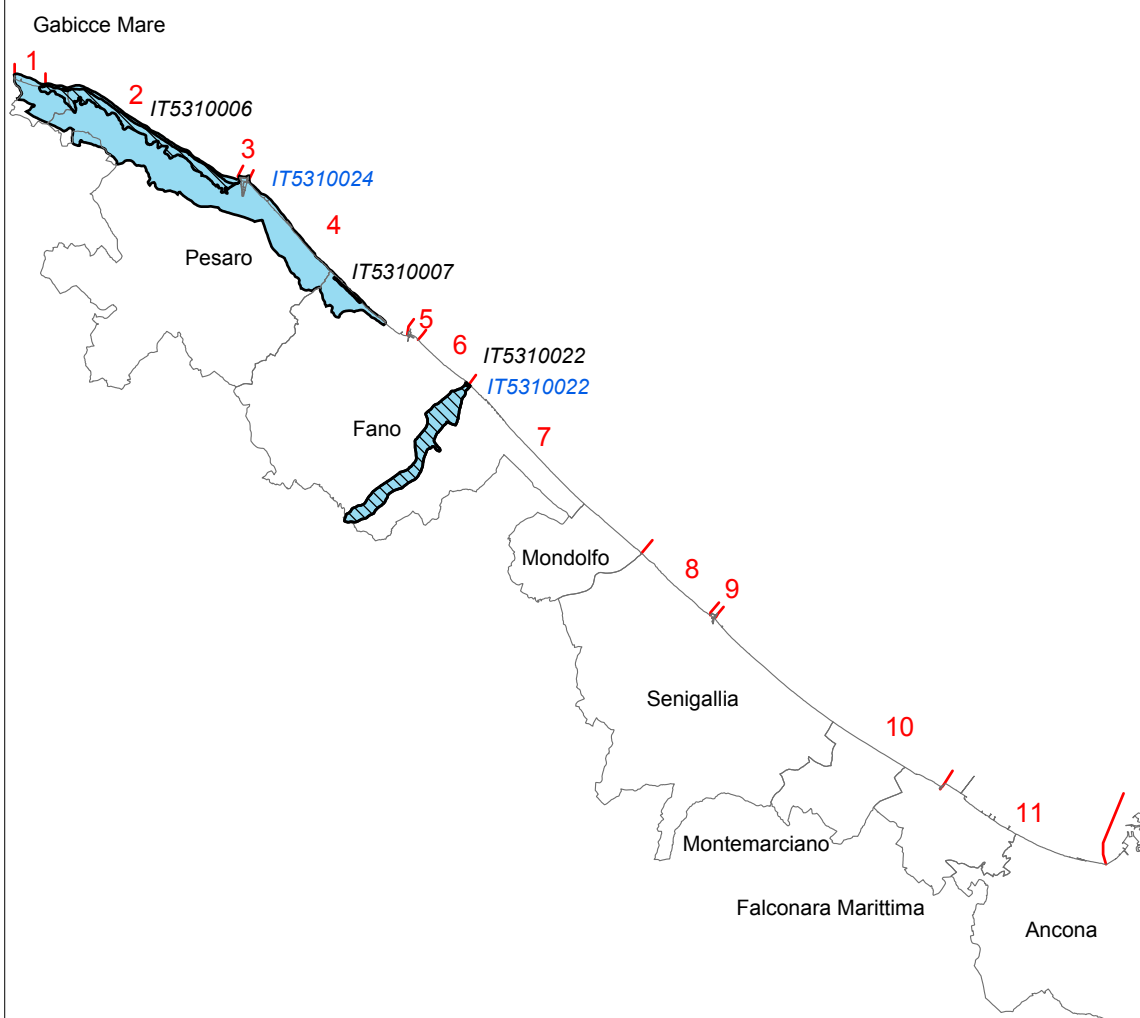 Gabicce Mare
1
2
IT5310006
3
IT5310024
4
Pesaro
IT5310007
5
6
IT5310022
IT5310022
Fano
7
Mondolfo
8
9
Senigallia
10
11
Montemarciano
Falconara Marittima
Ancona